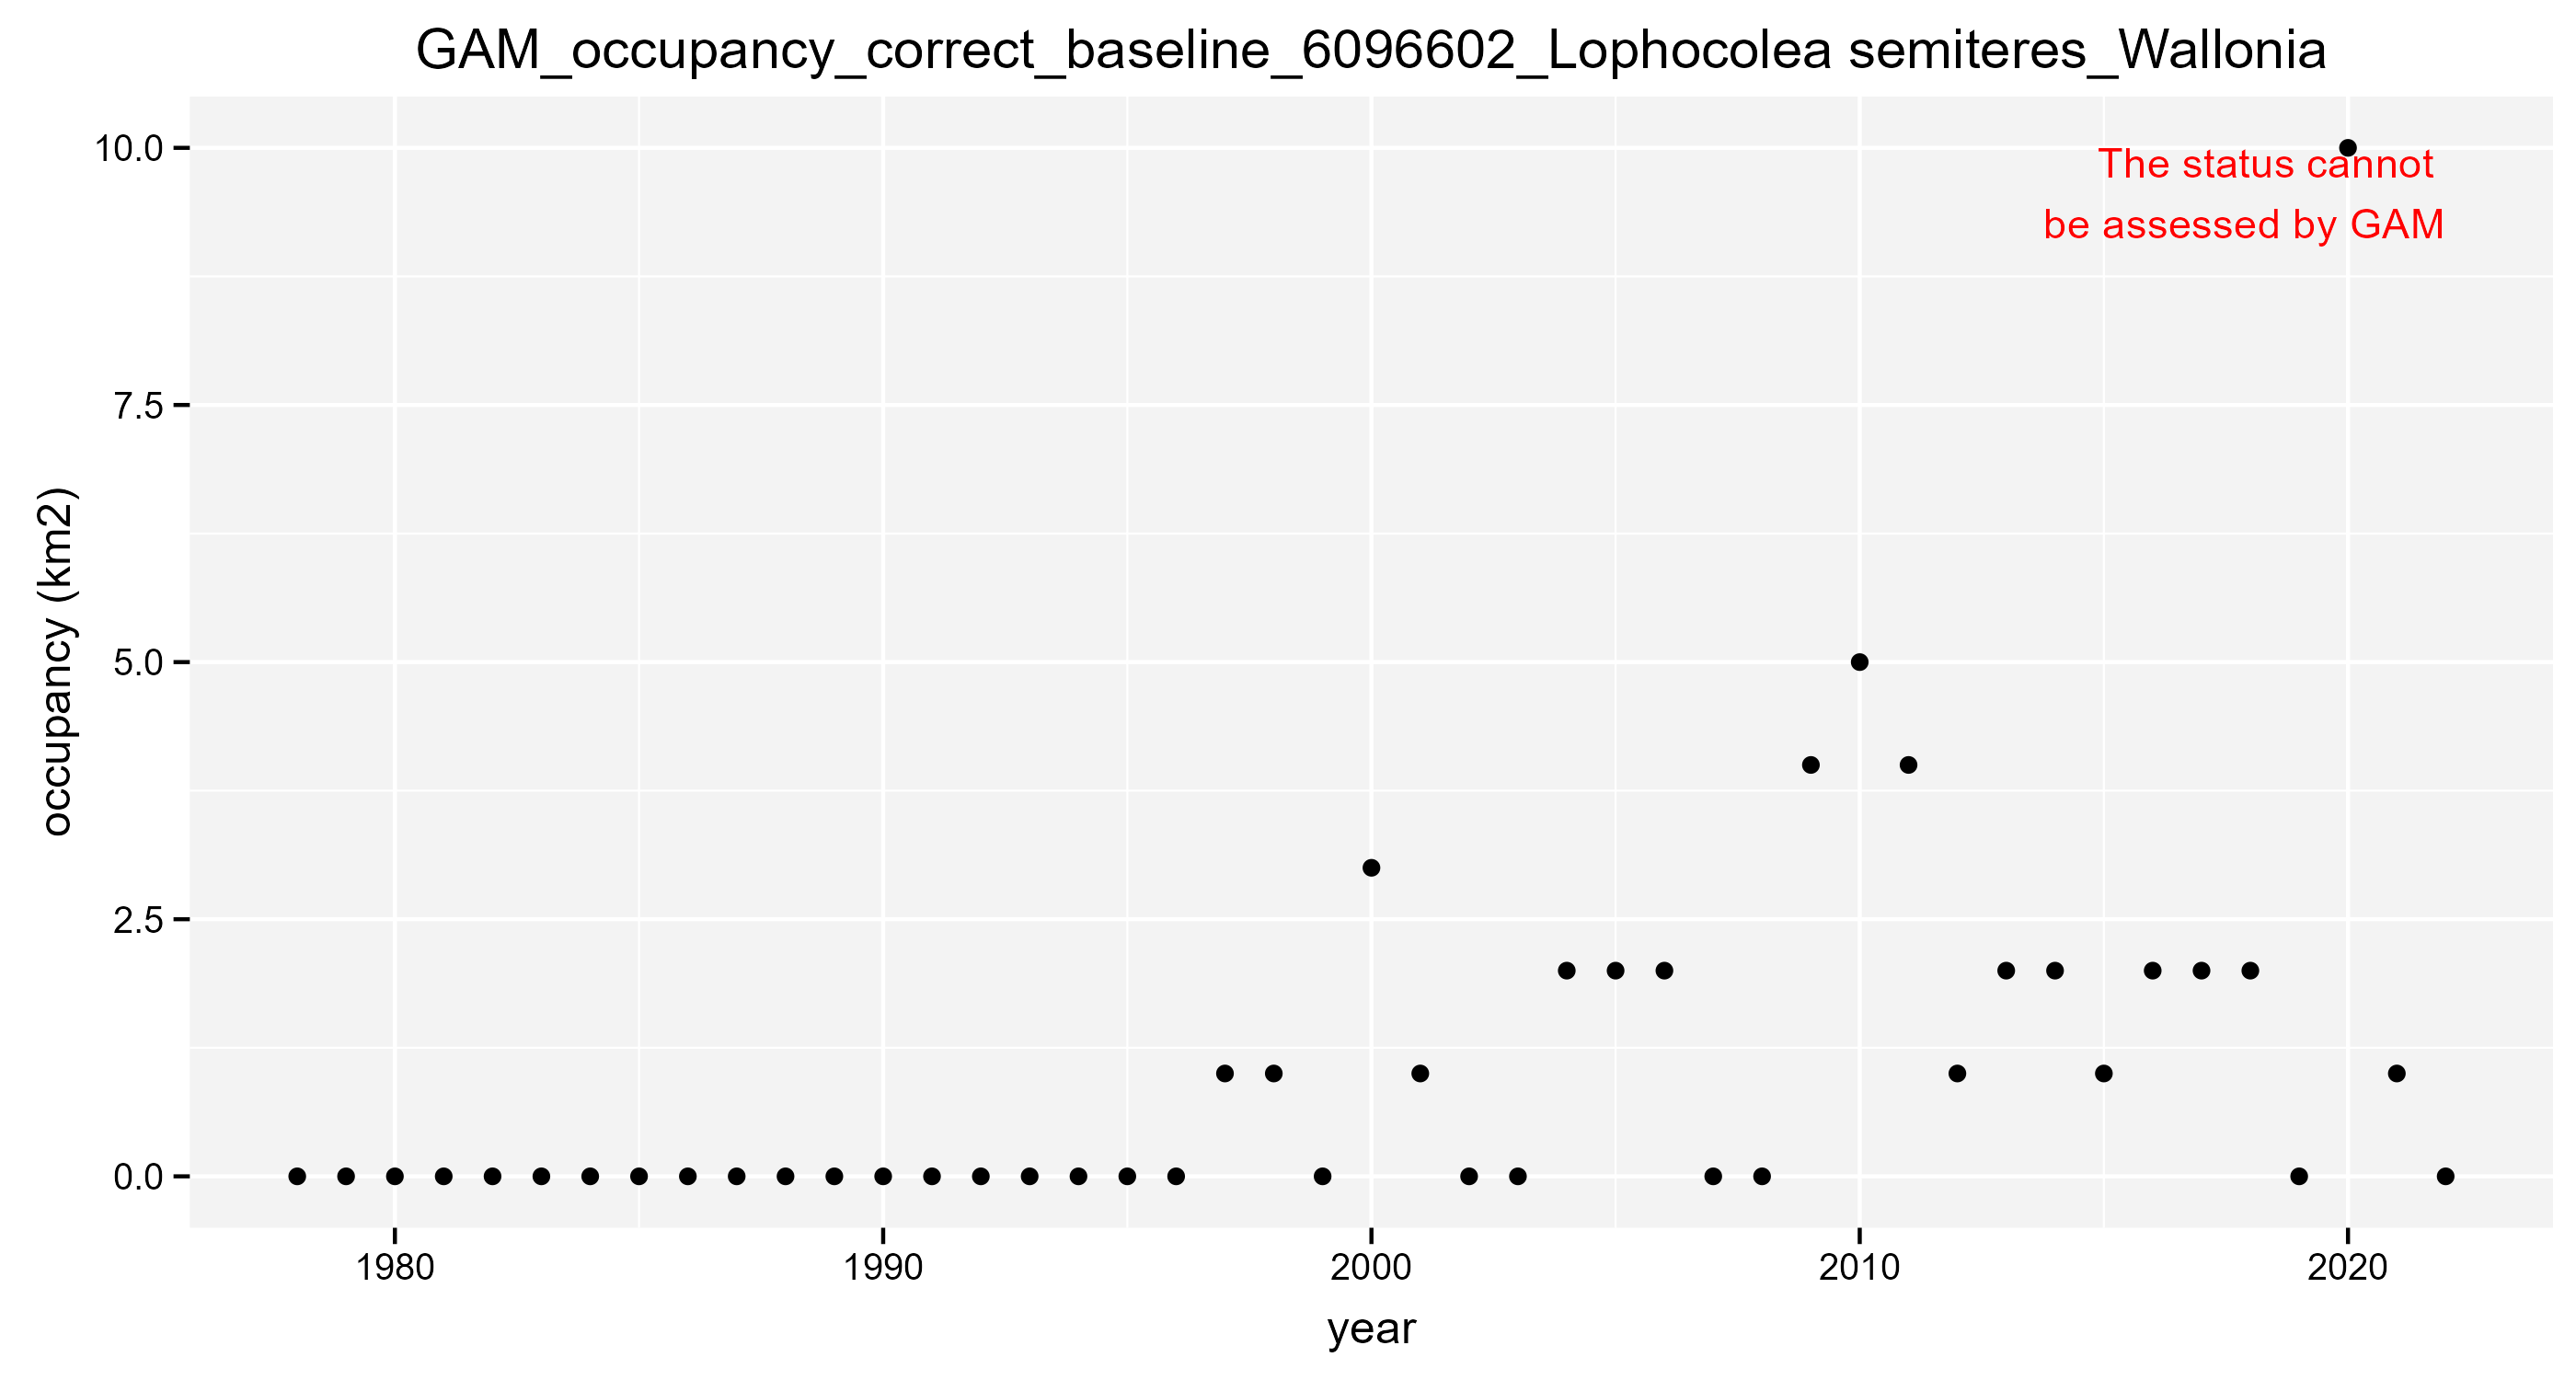 GAM_occupancy_correct_baseline_6096602_Lophocolea semiteres_Wallonia
10.0
The status cannot
be assessed by GAM
7.5
5.0
2.5
0.0
occupancy (km2)
1980 1990 2000 2010 2020
year